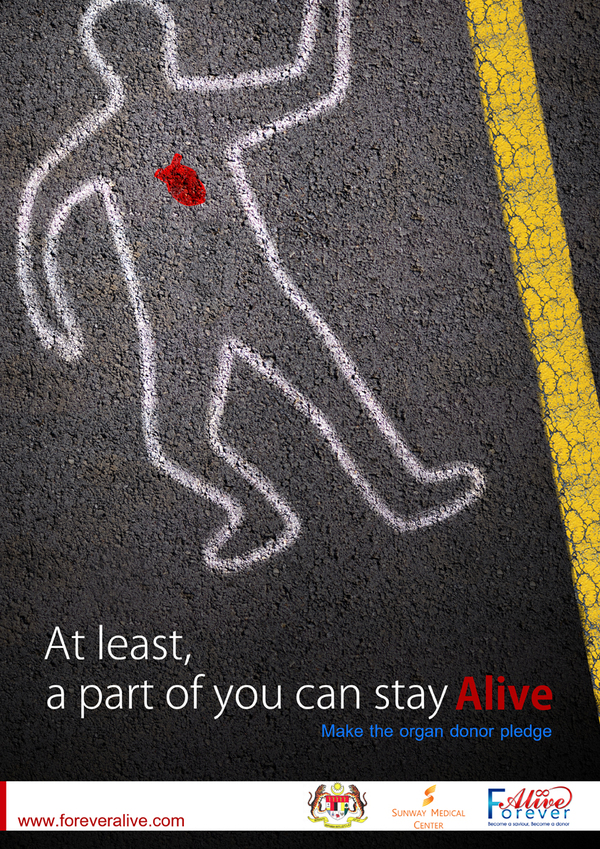 At least,
a part of you can stay Alive
Make the organ donor pledge
www.foreveralive.com
SUNWAY MEDICAL
CENTER
Alive
Forever
Become a saviour, Become a donor